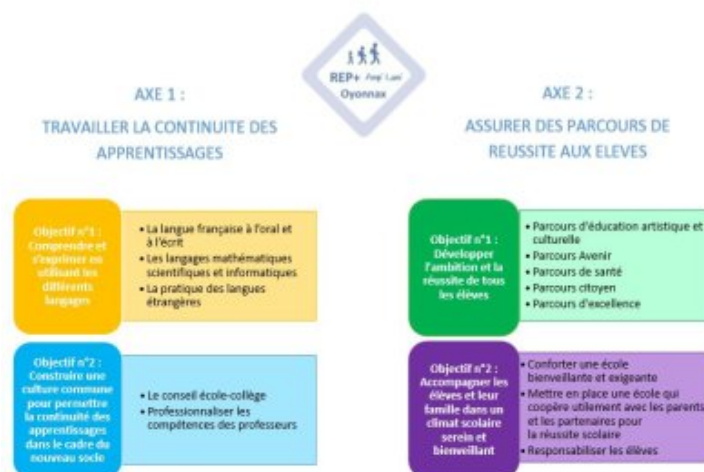 REP+
Oyonnax
AXE 1 :
TRAVAILLER LA CONTINUITE DES
APPRENTISSAGES
AXE 2 :
ASSURER DES PARCOURS DE
REUSSITE AUX ELEVES
Objectif n°1 :
Comprendre et
s'exprimer en
utilisant les
différents
langages
• La langue française à l'oral et
à l'écrit
• Les langages mathématiques
scientifiques et informatiques
• La pratique des langues
étrangères
Objectif n°1 :
Développer
l'ambition et la
réussite de tous
les élèves
• Parcours d'éducation artistique et
culturelle
• Parcours Avenir
• Parcours de santé
• Parcours citoyen
• Parcours d'excellence
Objectif n°2 :
Construire une
culture commune
pour permettre
la continuité des
apprentissages
dans le cadre du
nouveau socle
• Le conseil école-collège
• Professionnaliser les
compétences des professeurs
Objectif n°2 :
Accompagner les
élèves et leur
famille dans un
climat scolaire
serein et
bienveillant
• Conforter une école
bienveillante et exigeante
• Mettre en place une école qui
coopère utilement avec les parents
et les partenaires pour
la réussite scolaire
• Responsabiliser les élèves